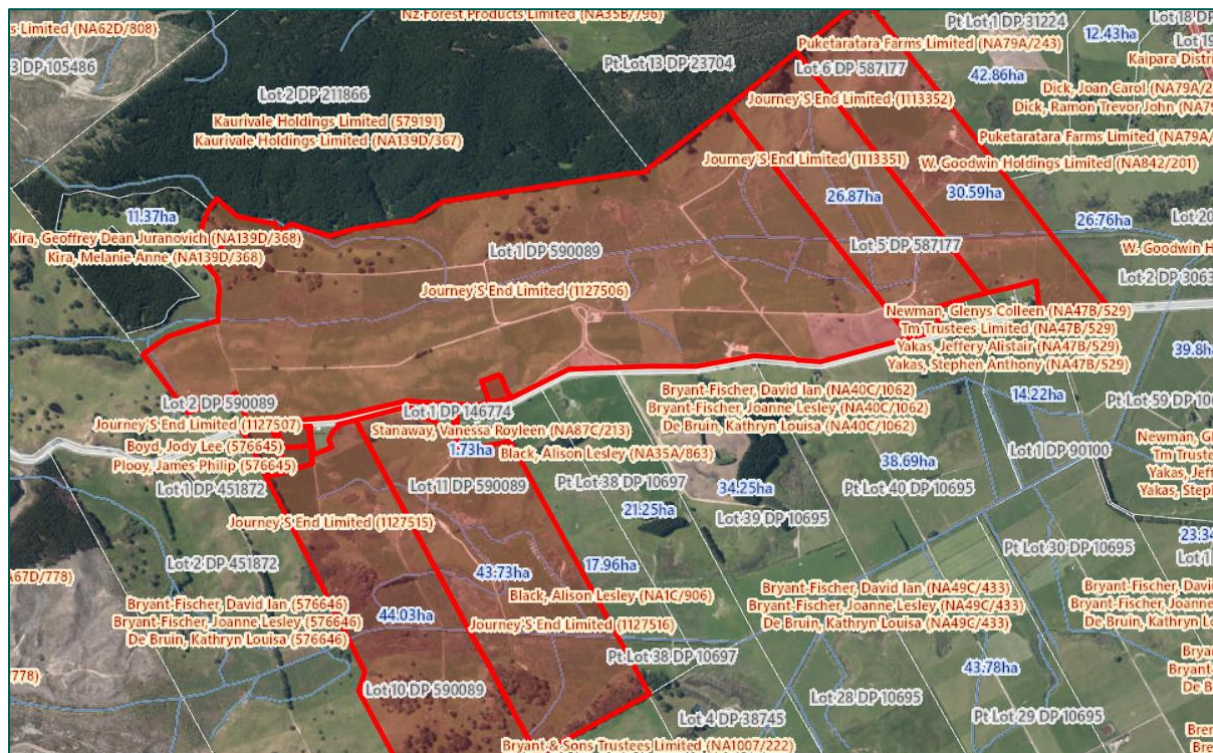 Nz Forest Products Limited (NA35B/796)
s Limited (NA62D/808)
Pt Lot 1 DP 31224
Lot 18 DP
12.43ha
Lot 19
Puketaratara Farms Limited (NA79A/243)
Kaipara Distri
3 DP 105486
Pt Lot 13 DP 23704
Lot 6 DP 587177
42.86ha
Dick, Joan Carol (NA79A/2
Dick, Ramon Trevor John (NA79
Lot 2 DP 211866
Journey'S End Limited (1113352)
Kaurivale Holdings Limited (579191)
Kaurivale Holdings Limited (NA139D/367)
Puketaratara Farms Limited (NA79A/
Journey'S End Limited (1113351)
W. Goodwin Holdings Limited (NA842/201)
26.87ha
30.59ha
11.37ha
26.76ha
Lot 20
Kira, Geoffrey Dean Juranovich (NA139D/368)
Kira, Melanie Anne (NA139D/368)
Lot 1 DP 590089
Lot 5 DP 587177
W. Goodwin H
Lot 2 DP 3063
Journey'S End Limited (1127506)
Newman, Glenys Colleen (NA47B/529)
Tm Trustees Limited (NA47B/529)
Yakas, Jeffery Alistair (NA47B/529)
Yakas, Stephen Anthony (NA47B/529)
39.8ha
Lot 2 DP 590089
Journey'S End Limited (1127507)
Lot 1 DP 146774
Stanaway, Vanessa Royleen (NA87C/213)
Bryant-Fischer, David Ian (NA40C/1062)
Bryant-Fischer, Joanne Lesley (NA40C/1062)
De Bruin, Kathryn Louisa (NA40C/1062)
14.22ha
Pt Lot 59 DP 106
Boyd, Jody Lee (576645)
Plooy, James Philip (576645)
1.73ha
Black, Alison Lesley (NA35A/863)
Lot 1 DP 90100
Newman, Gl
Tm Truste
Yakas, Jeff
Yakas, Step
Lot 1 DP 451872
Lot 11 DP 590089
Pt Lot 38 DP 10697
34.25ha
38.69ha
Pt Lot 40 DP 10695
21.25ha
Lot 39 DP 10695
Journey'S End Limited (1127515)
23.34
Pt Lot 30 DP 10695
Lot 1
Lot 2 DP 451872
43.73ha
17.96ha
A67D/778)
Bryant-Fischer, David Ian (576646)
Bryant-Fischer, Joanne Lesley (576646)
De Bruin, Kathryn Louisa (576646)
44.03ha
Black, Alison Lesley (NA1C/906)
Journey'S End Limited (1127516)
Bryant-Fischer, David Ian (NA49C/433)
Bryant-Fischer, Joanne Lesley (NA49C/433)
De Bruin, Kathryn Louisa (NA49C/433)
Bryant-Fischer, Davi
Bryant-Fischer, Joanne
De Bruin, Kathryn Lo
Pt Lot 38 DP 10697
43.78ha
Brya
Bryant-
De B
/778)
Lot 10 DP 590089
Lot 28 DP 10695
Lot 4 DP 38745
Pt Lot 29 DP 10695
Bryant & Sons Trustees Limited (NA1007/222)
Bren
Bre